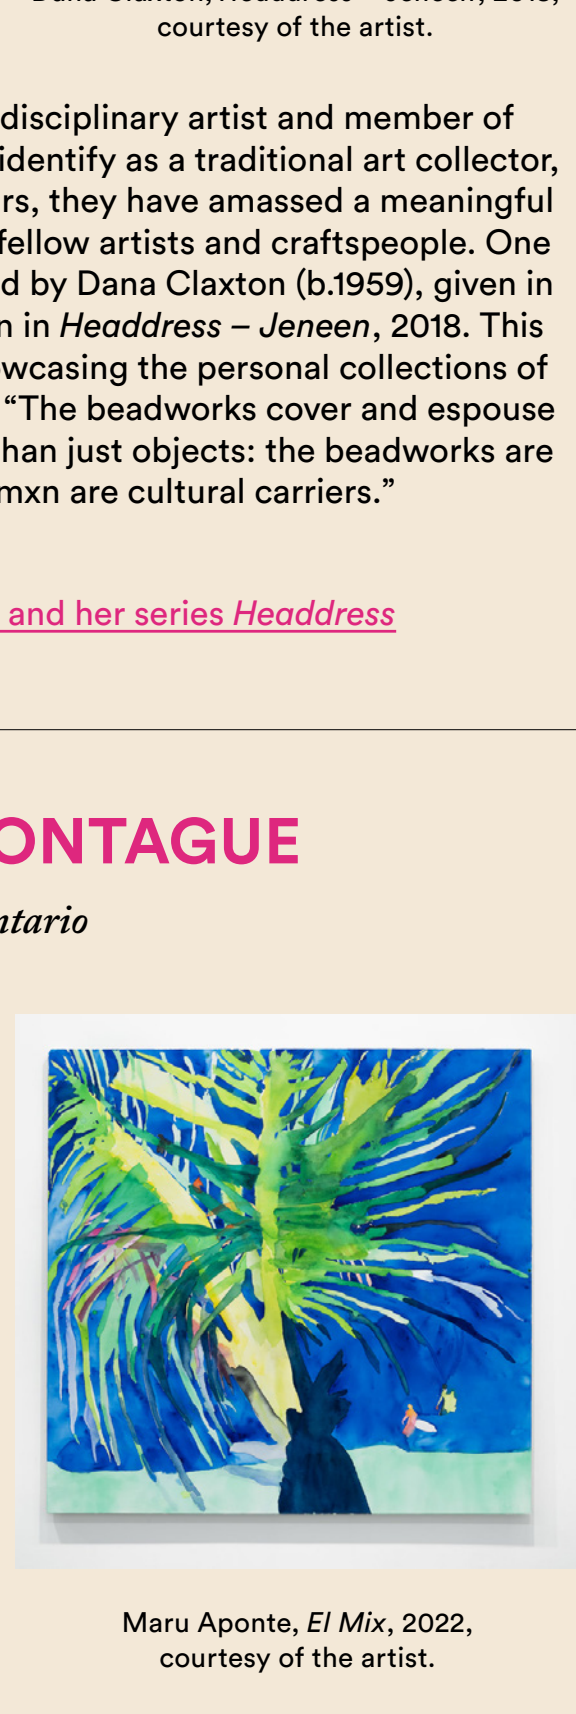 courtesy of the artist.
disciplinary artist and member of
identify as a traditional art collector,
rs, they have amassed a meaningful
fellow artists and craftspeople. One
d by Dana Claxton (b.1959), given in
n in Headdress – Jeneen, 2018. This
wcasing the personal collections of
“The beadworks cover and espouse
han just objects: the beadworks are
mxn are cultural carriers.”
and her series Headdress
ONTAGUE
ntario
Maru Aponte, El Mix, 2022,
courtesy of the artist.